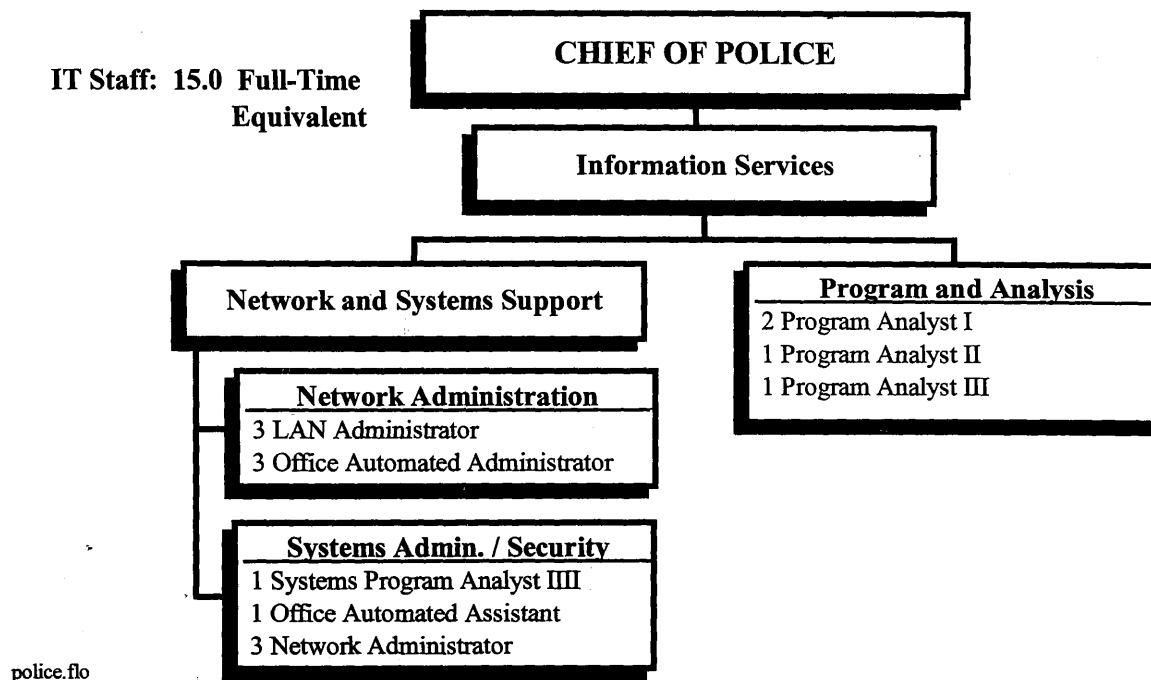 CHIEF OF POLICE
IT Staff: 15.0 Full-Time
Equivalent
Information Services
Network and Systems Support
Program and Analysis
2 Program Analyst I
1 Program Analyst II
1 Program Analyst III
Network Administration
3 LAN Administrator
3 Office Automated Administrator
Systems Admin. / Security
1 Systems Program Analyst IIII
1 Office Automated Assistant
3 Network Administrator
police.flo